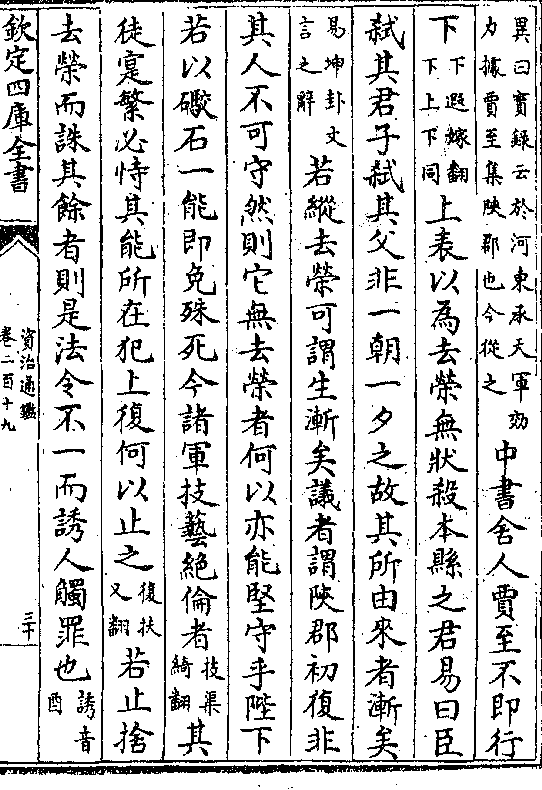 異曰實録云於河東承天軍効
力據賈至集陜郡也今從之
中書舍人賈至不即行
下
下遐嫁翻
下上下同
上表以為去榮無狀殺本縣之君易曰臣
弑其君子弑其父非一朝一夕之故其所由來者漸矣
易坤卦文
言之辭
若縱去榮可謂生漸矣議者謂陜郡初復非
其人不可守然則它無去榮者何以亦能堅守乎陛下
若以礮石一能即免殊死今諸軍技藝絶倫者
技渠
綺翻
其
徒寔繁必恃其能所在犯上復何以止之
復扶
又翻
若止捨
去榮而誅其餘者則是法令不一而誘人觸罪也
誘音
酉
欽定四庫全書
資治通鑑
卷二百十九
三十